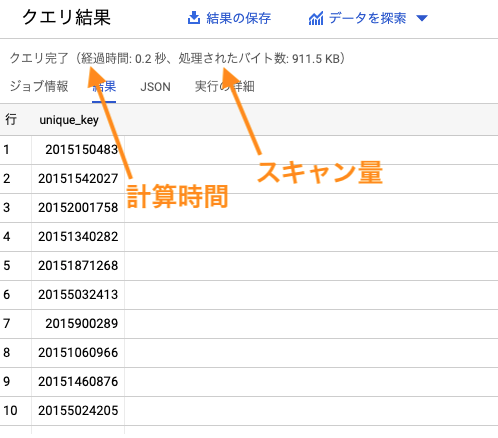 クエリ結果 結果の保存 データを探索
クエリ完了（経過時間: 0.2 秒、処理されたバイト数: 911.5 KB）
ジョブ情報 結果 JSON 実行の詳細
行 unique_key
1 2015150483
2 20151542027
3 20152001758
計算時間 スキャン量
4 20151340282
5 20151871268
6 20155032413
7 2015900289
8 20151060966
9 20151460876
10 20155024205